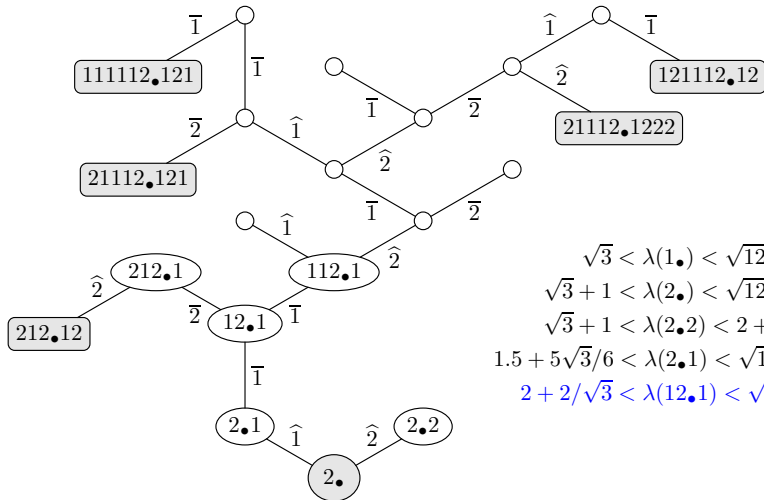 1̅ 1̂ 1̅
111112•121 1̅ 2̂ 121112•12
1̅ 2̅
2̅ 1̂ 21112•1222
2̂
21112•121
1̅ 2̅
1̂
2̂ √3 < λ(1•) < √12
212•1 112•1
2̂ √3 + 1 < λ(2•) < √12
2̅ 1̅
212•12 12•1 √3 + 1 < λ(2•2) < 2 +
1.5 + 5√3/6 < λ(2•1) < √1
1̅ 2 + 2/√3 < λ(12•1) < √
2•1 2•2
1̂ 2̂
2•